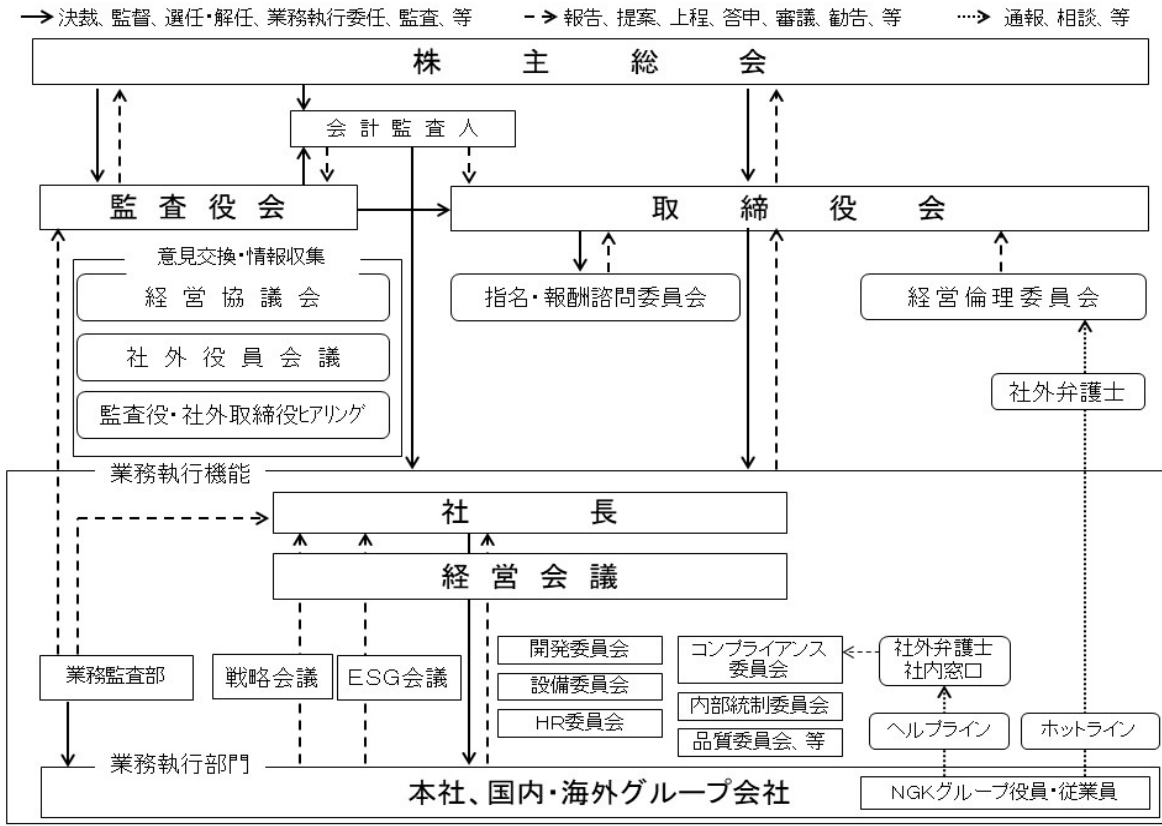 決裁、監督、選任・解任、業務執行委任、監査、等 報告、提案、上程、答申、審議、勧告、等 通報、相談、等
株主総会
会計監査人
監査役会 取締役会
意見交換・情報収集
経営協議会 指名・報酬諮問委員会 経営倫理委員会
社外役員会議
社外弁護士
監査役・社外取締役ヒアリング
業務執行機能
社長
経営会議
開発委員会 コンプライアンス委員会 社外弁護士
社内窓口
業務監査部 戦略会議 ESG会議
設備委員会 内部統制委員会
HR委員会 品質委員会、等 ヘルプライン ホットライン
業務執行部門
本社、国内・海外グループ会社 NGKグループ役員・従業員